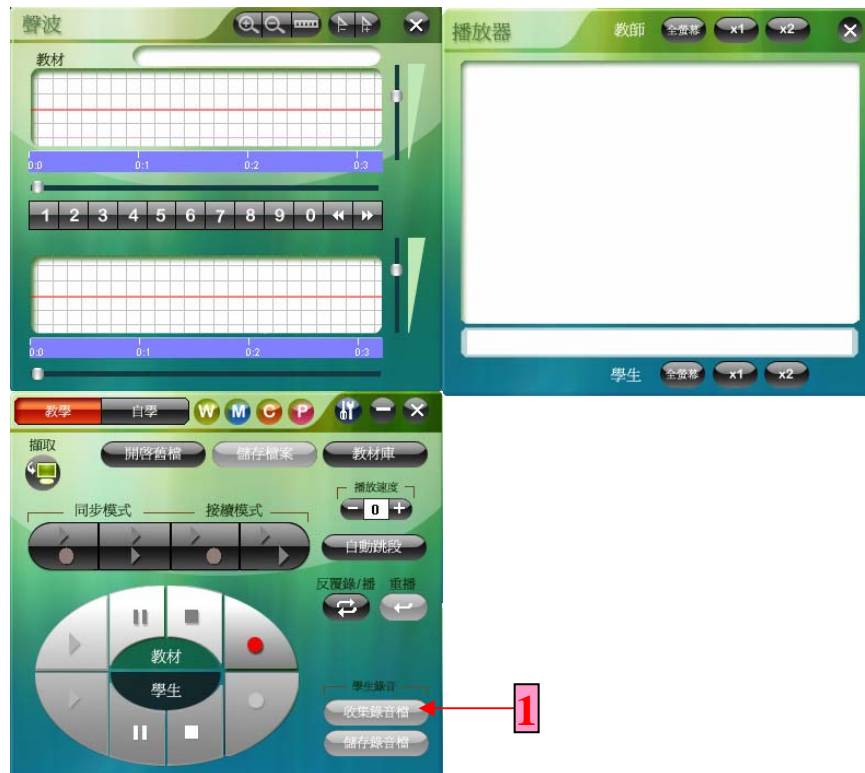 聲波
教材
0:0 0:1 0:2 0:3
1 2 3 4 5 6 7 8 9 0
0:0 0:1 0:2 0:3
播放器 教師 全螢幕 x1 x2
學生 全螢幕 x1 x2
教學 自學 W M C P
擷取 開啓舊檔 儲存檔案 教材庫
播放速度
同步模式 接續模式 0
自動跳段
反覆錄/播 重播
教材
學生
學生錄音
收集錄音檔 1
儲存錄音檔